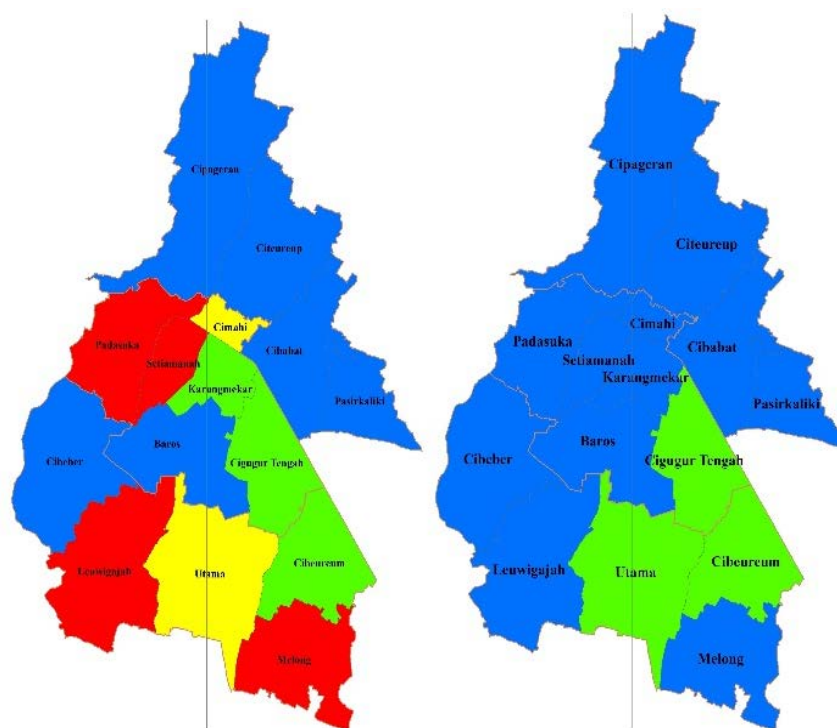 Cipageran
Citeureup
Cimahi
Padasuka
Setiamanah
Cibabat
Karangmekar
Pasirkaliki
Baros
Cibeber
Cigugur Tengah
Leuwigajah
Utama
Cibeureum
Melong
Cipageran
Citeureup
Cimahi
Padasuka
Cibabat
Setiamanah
Karangmekar
Pasirkaliki
Baros
Cibeber
Cigugur Tengah
Leuwigajah
Utama
Cibeureum
Melong